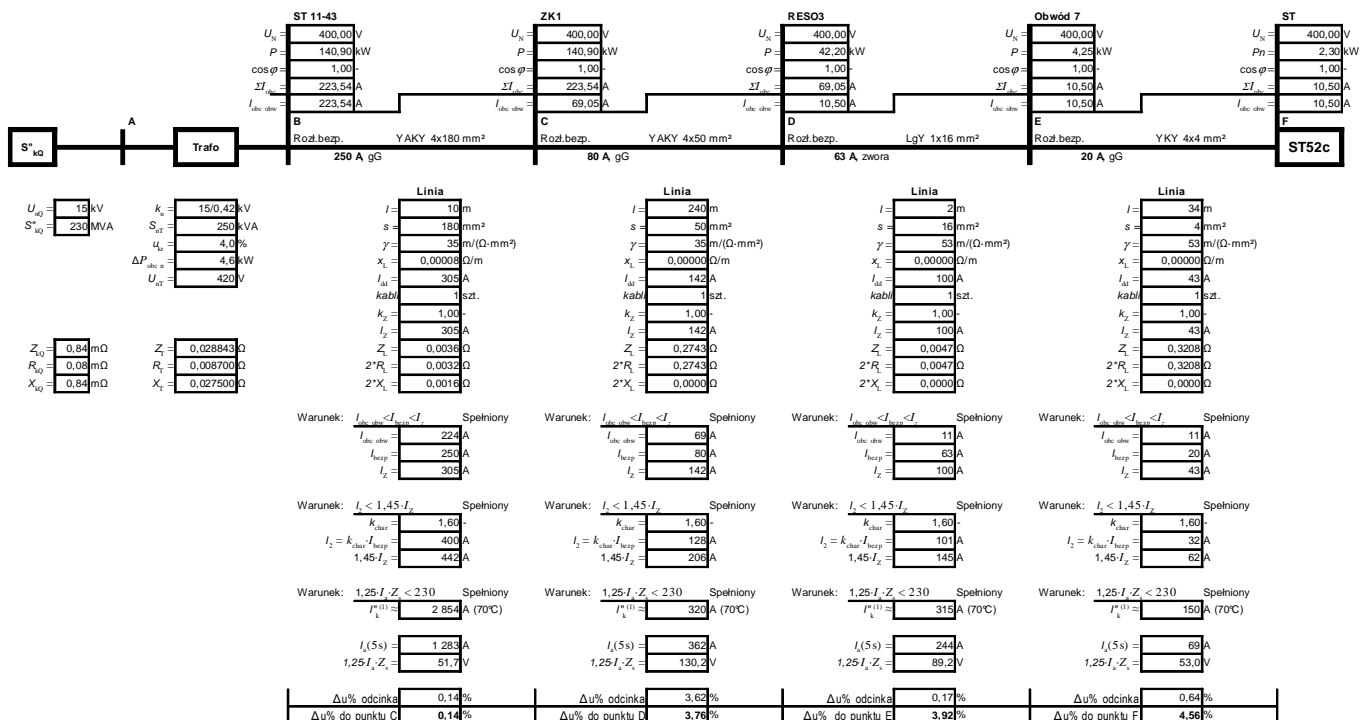 ST 11-43 ZK1 RESO3 Obwód 7 ST
U_N = 400,00 V U_N = 400,00 V U_N = 400,00 V U_N = 400,00 V U_N = 400,00 V
P = 140,90 kW P = 140,90 kW P = 42,20 kW P = 4,25 kW Pn = 2,30 kW
cosφ = 1,00 - cosφ = 1,00 - cosφ = 1,00 - cosφ = 1,00 - cosφ = 1,00 -
ΣI_obc = 223,54 A ΣI_obc = 223,54 A ΣI_obc = 69,05 A ΣI_obc = 10,50 A ΣI_obc = 10,50 A
I_obc obw = 223,54 A I_obc obw = 69,05 A I_obc obw = 10,50 A I_obc obw = 10,50 A I_obc obw = 10,50 A
A B C D E F
Rozł.bezp. YAKY 4x180 mm² Rozł.bezp. YAKY 4x50 mm² Rozł.bezp. LgY 1x16 mm² Rozł.bezp. YKY 4x4 mm²
S"_kQ Trafo ST52c
250 A, gG 80 A, gG 63 A, zwora 20 A, gG
Linia Linia Linia Linia
U_nQ = 15 kV k_n = 15/0,42 kV l = 10 m l = 240 m l = 2 m l = 34 m
S"_kQ = 230 MVA S_nT = 250 kVA s = 180 mm² s = 50 mm² s = 16 mm² s = 4 mm²
u_kr = 4,0 % γ = 35 m/(Ω·mm²) γ = 35 m/(Ω·mm²) γ = 53 m/(Ω·mm²) γ = 53 m/(Ω·mm²)
ΔP_obc n = 4,6 kW x_L = 0,00008 Ω/m x_L = 0,00000 Ω/m x_L = 0,00000 Ω/m x_L = 0,00000 Ω/m
U_nT = 420 V I_dd = 305 A I_dd = 142 A I_dd = 100 A I_dd = 43 A
kabli 1 szt. kabli 1 szt. kabli 1 szt. kabli 1 szt.
k_Z = 1,00 - k_Z = 1,00 - k_Z = 1,00 - k_Z = 1,00 -
I_Z = 305 A I_Z = 142 A I_Z = 100 A I_Z = 43 A
Z_kQ = 0,84 mΩ Z_T = 0,028843 Ω Z_L = 0,0036 Ω Z_L = 0,2743 Ω Z_L = 0,0047 Ω Z_L = 0,3208 Ω
R_kQ = 0,08 mΩ R_T = 0,008700 Ω 2*R_L = 0,0032 Ω 2*R_L = 0,2743 Ω 2*R_L = 0,0047 Ω 2*R_L = 0,3208 Ω
X_kQ = 0,84 mΩ X_T = 0,027500 Ω 2*X_L = 0,0016 Ω 2*X_L = 0,0000 Ω 2*X_L = 0,0000 Ω 2*X_L = 0,0000 Ω
Warunek: I_obc obw<I_bezp<I_z Spełniony Warunek: I_obc obw<I_bezp<I_z Spełniony Warunek: I_obc obw<I_bezp<I_z Spełniony Warunek: I_obc obw<I_bezp<I_z Spełniony
I_obc obw = 224 A I_obc obw = 69 A I_obc obw = 11 A I_obc obw = 11 A
I_bezp = 250 A I_bezp = 80 A I_bezp = 63 A I_bezp = 20 A
I_Z = 305 A I_Z = 142 A I_Z = 100 A I_Z = 43 A
Warunek: I_2 < 1,45·I_Z Spełniony Warunek: I_2 < 1,45·I_Z Spełniony Warunek: I_2 < 1,45·I_Z Spełniony Warunek: I_2 < 1,45·I_Z Spełniony
k_char = 1,60 - k_char = 1,60 - k_char = 1,60 - k_char = 1,60 -
I_2 = k_char·I_bezp = 400 A I_2 = k_char·I_bezp = 128 A I_2 = k_char·I_bezp = 101 A I_2 = k_char·I_bezp = 32 A
1,45·I_Z = 442 A 1,45·I_Z = 206 A 1,45·I_Z = 145 A 1,45·I_Z = 62 A
Warunek: 1,25·I_a·Z_s < 230 Spełniony Warunek: 1,25·I_a·Z_s < 230 Spełniony Warunek: 1,25·I_a·Z_s < 230 Spełniony Warunek: 1,25·I_a·Z_s < 230 Spełniony
I"_k^(1) ≈ 2 854 A (70°C) I"_k^(1) ≈ 320 A (70°C) I"_k^(1) ≈ 315 A (70°C) I"_k^(1) ≈ 150 A (70°C)
I_a(5s) = 1 283 A I_a(5s) = 362 A I_a(5s) = 244 A I_a(5s) = 69 A
1,25·I_a·Z_s = 51,7 V 1,25·I_a·Z_s = 130,2 V 1,25·I_a·Z_s = 89,2 V 1,25·I_a·Z_s = 53,0 V
Δu% odcinka 0,14 % Δu% odcinka 3,62 % Δu% odcinka 0,17 % Δu% odcinka 0,64 %
Δu% do punktu C 0,14 % Δu% do punktu D 3,76 % Δu% do punktu E 3,92 % Δu% do punktu F 4,56 %